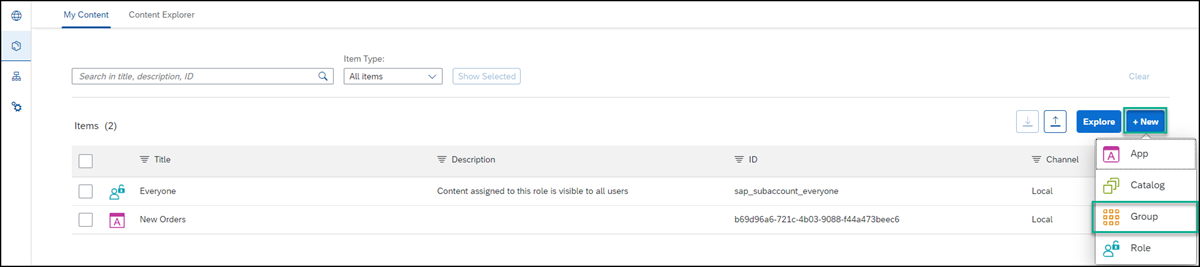 My Content Content Explorer
Item Type:
Search in title, description, ID All items Show Selected Clear
Items (2) Explore + New
Title Description ID Channel
A App
Everyone Content assigned to this role is visible to all users sap_subaccount_everyone Local
Catalog
A New Orders b69d96a6-721c-4b03-9088-f44a473beec6 Local
Group
Role